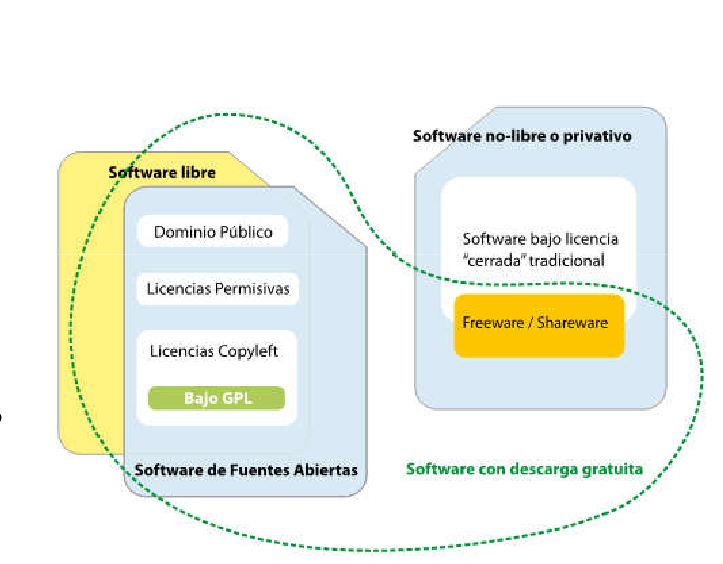 Software no-libre o privativo
Software libre
Dominio Público
Software bajo licencia
“cerrada” tradicional
Licencias Permisivas
Freeware / Shareware
Licencias Copyleft
Bajo GPL
Software de Fuentes Abiertas
Software con descarga gratuita